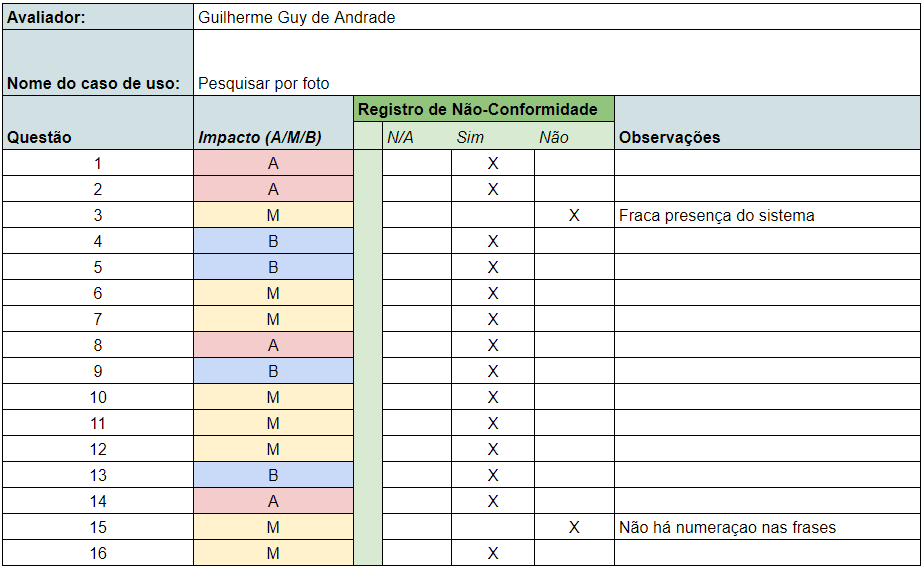 Avaliador: Guilherme Guy de Andrade
Nome do caso de uso: Pesquisar por foto
Registro de Não-Conformidade
Questão Impacto (A/M/B) N/A Sim Não Observações
1 A X
2 A X
3 M X Fraca presença do sistema
4 B X
5 B X
6 M X
7 M X
8 A X
9 B X
10 M X
11 M X
12 M X
13 B X
14 A X
15 M X Não há numeraçao nas frases
16 M X